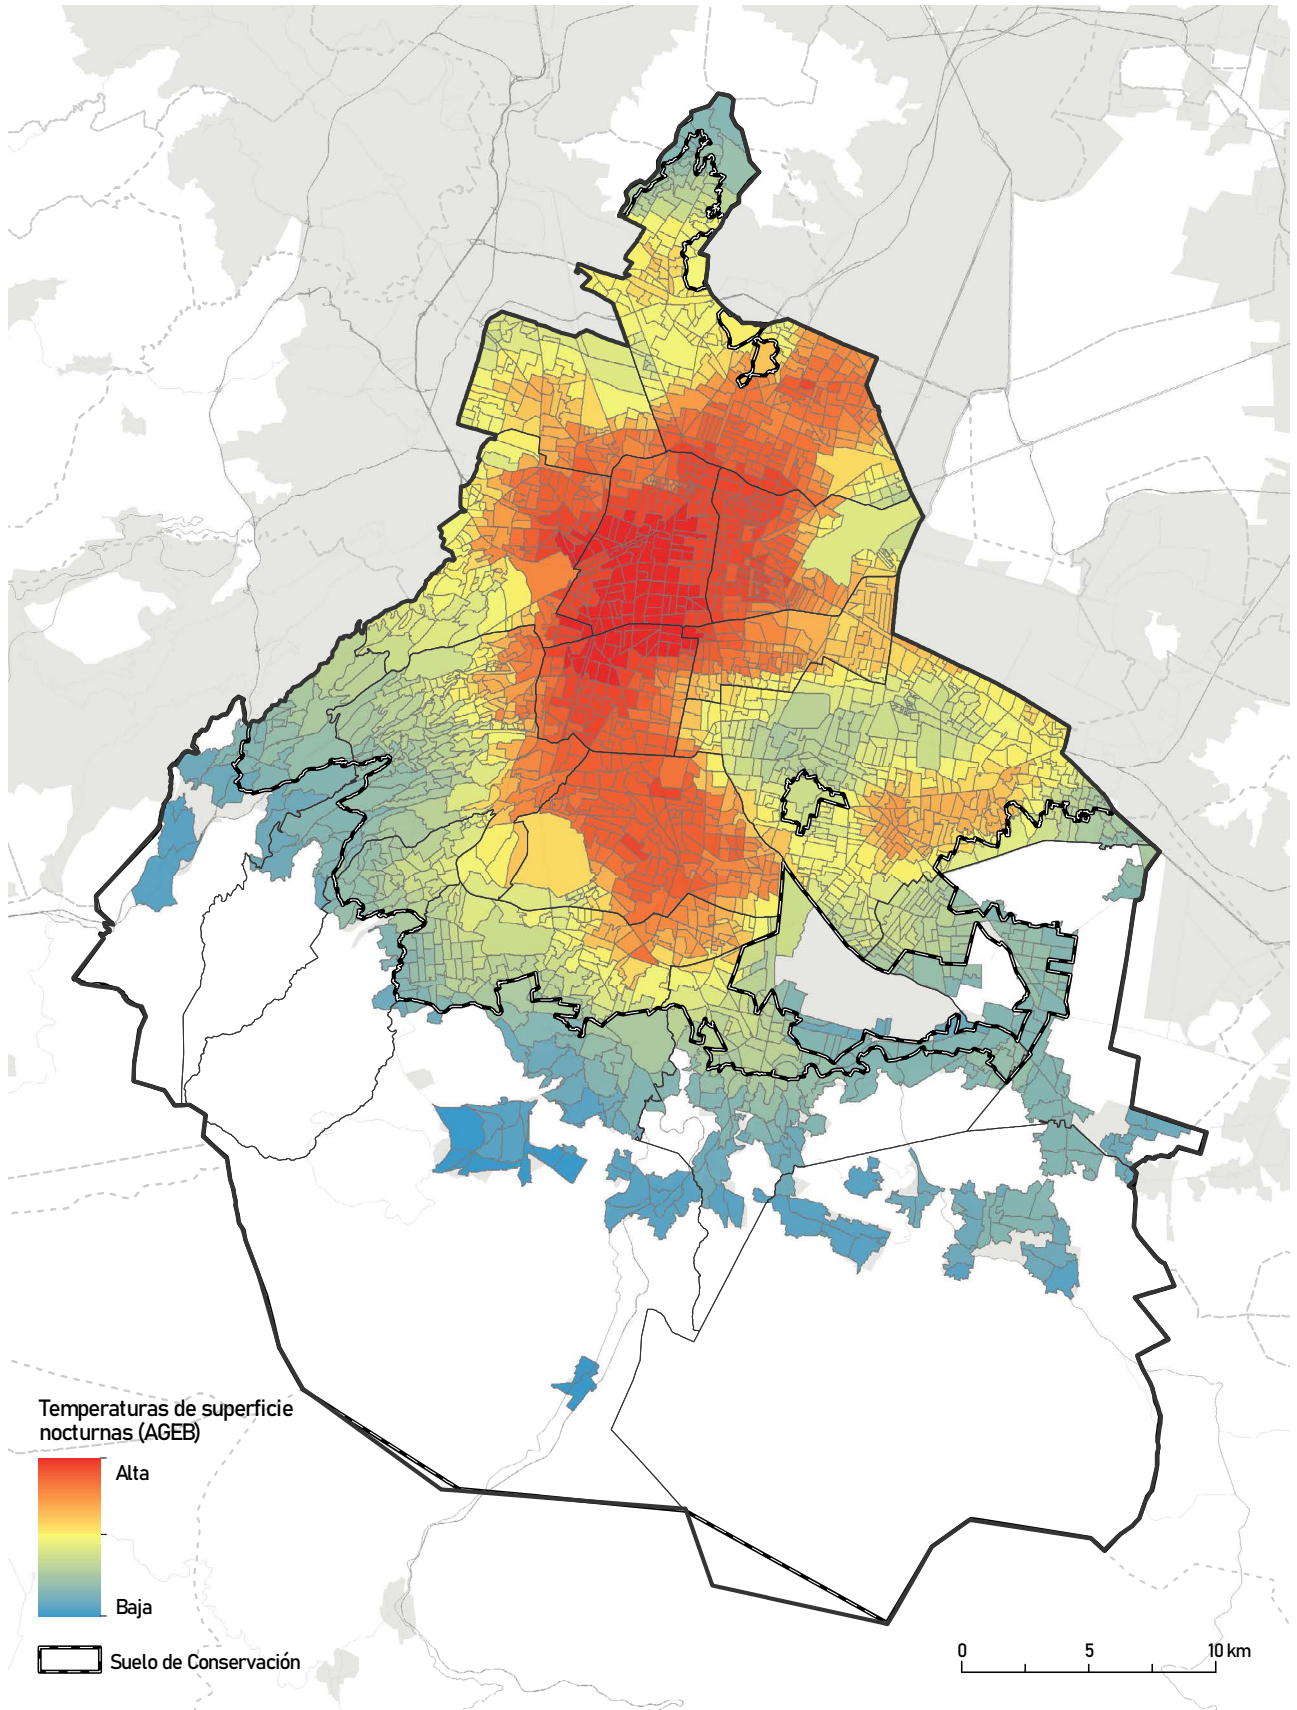 Temperaturas de superficie
nocturnas (AGEB)
Alta
Baja
Suelo de Conservación
0 5 10 km